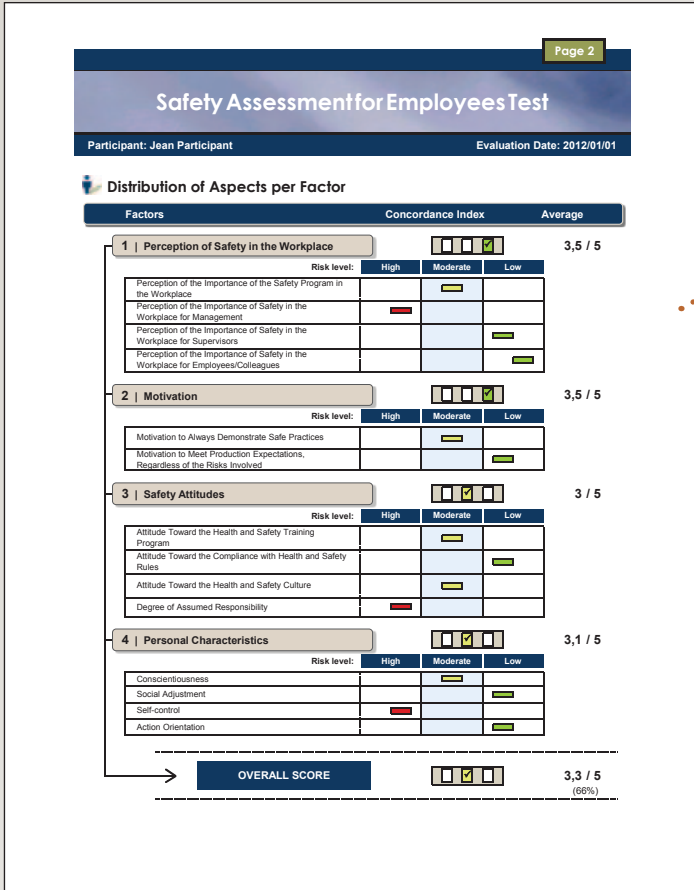 Page 2
Safety Assessment for Employees Test
Participant: Jean Participant Evaluation Date: 2012/01/01
Distribution of Aspects per Factor
Factors Concordance Index Average
1 | Perception of Safety in the Workplace 3,5 / 5
Risk level: High Moderate Low
Perception of the Importance of the Safety Program in
the Workplace
Perception of the Importance of Safety in the
Workplace for Management
Perception of the Importance of Safety in the
Workplace for Supervisors
Perception of the Importance of Safety in the
Workplace for Employees/Colleagues
2 | Motivation 3,5 / 5
Risk level: High Moderate Low
Motivation to Always Demonstrate Safe Practices
Motivation to Meet Production Expectations,
Regardless of the Risks Involved
3 | Safety Attitudes 3 / 5
Risk level: High Moderate Low
Attitude Toward the Health and Safety Training
Program
Attitude Toward the Compliance with Health and Safety
Rules
Attitude Toward the Health and Safety Culture
Degree of Assumed Responsibility
4 | Personal Characteristics 3,1 / 5
Risk level: High Moderate Low
Conscientiousness
Social Adjustment
Self-control
Action Orientation
OVERALL SCORE 3,3 / 5
(66%)